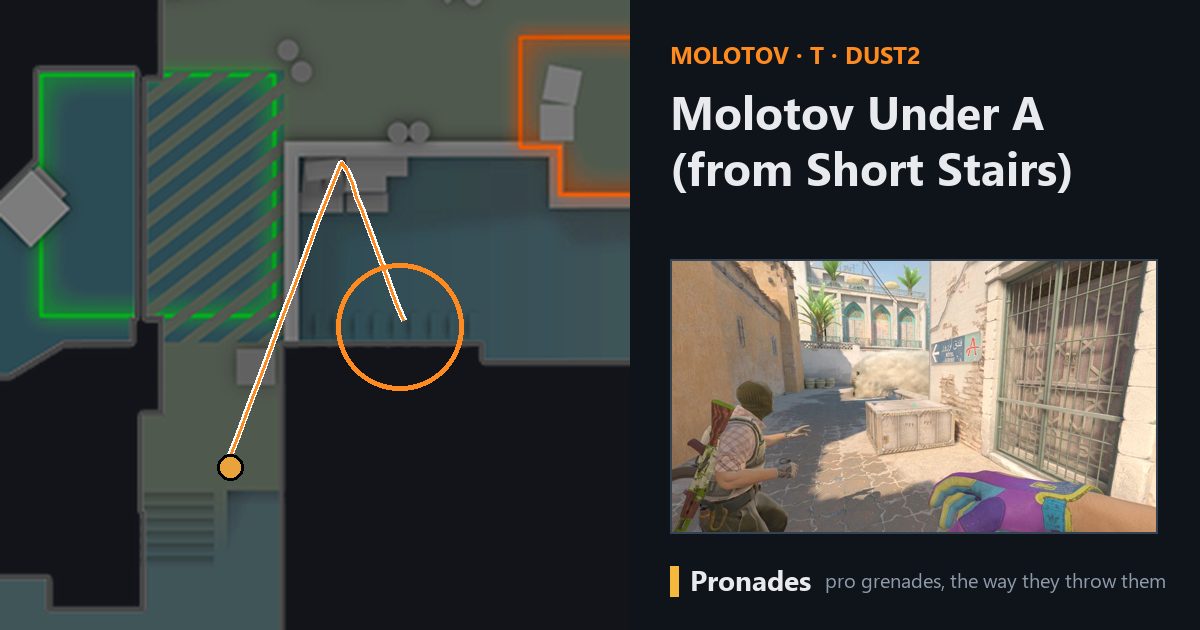 MOLOTOV · T · DUST2
Molotov Under A
(from Short Stairs)
A
Pronades pro grenades, the way they throw them